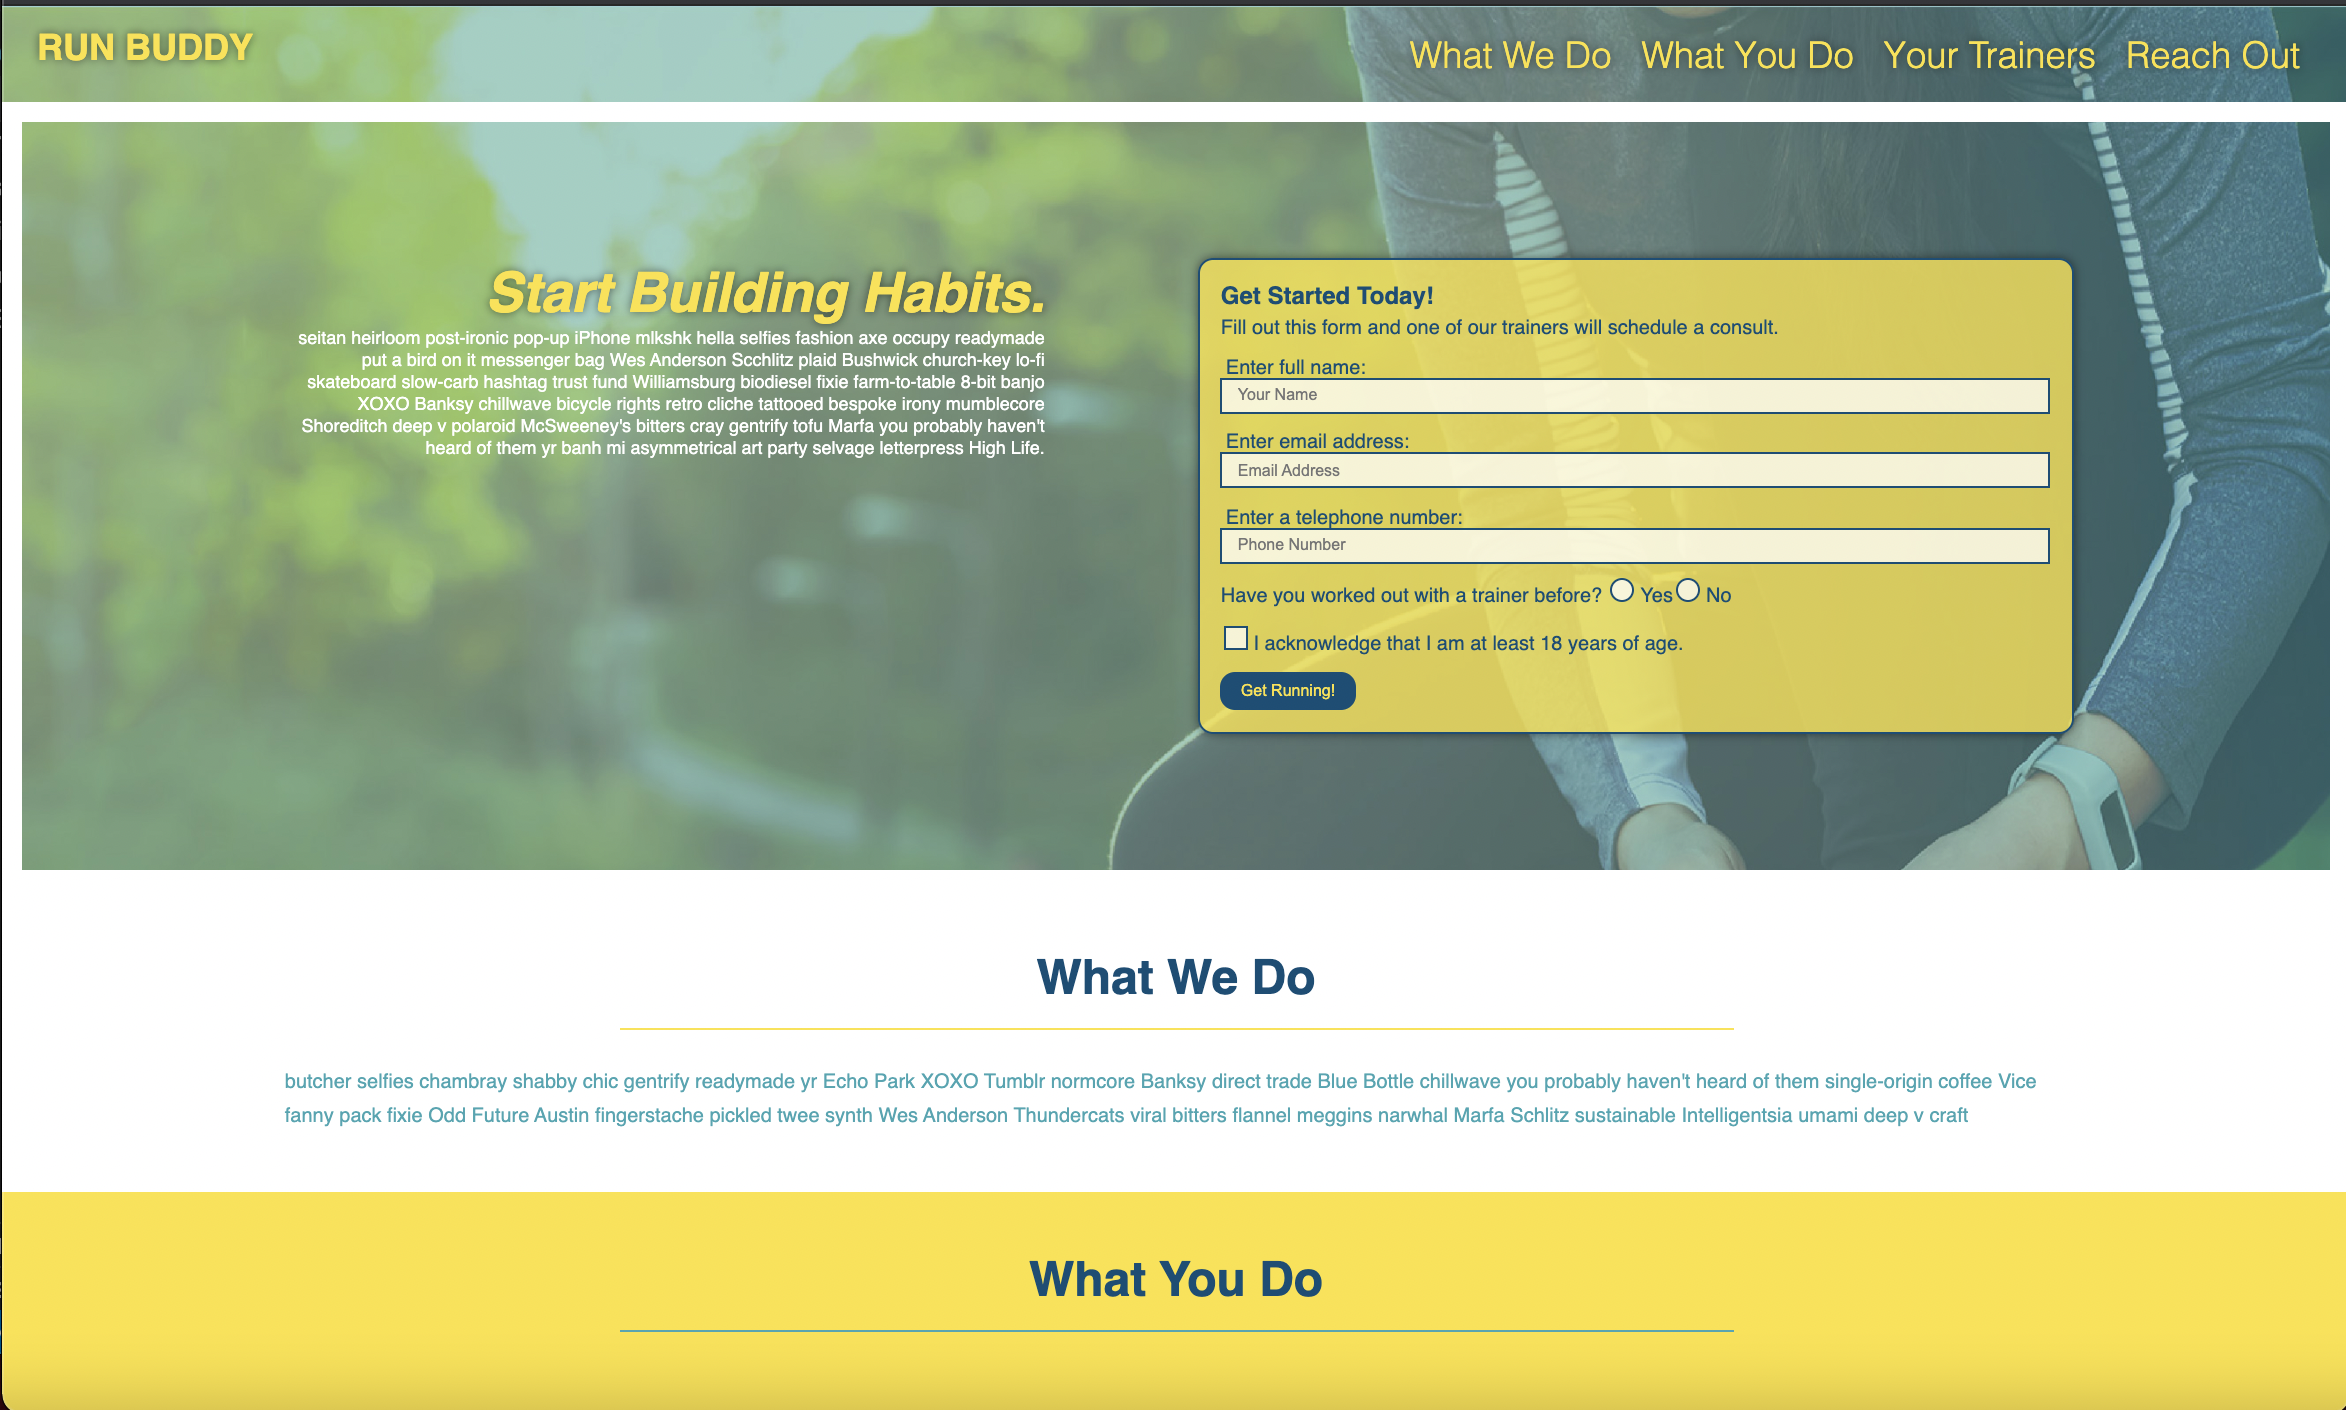 RUN BUDDY
What We Do What You Do Your Trainers Reach Out
Start Building Habits.
seitan heirloom post-ironic pop-up iPhone mlkshk hella selfies fashion axe occupy readymade
put a bird on it messenger bag Wes Anderson Scchlitz plaid Bushwick church-key lo-fi
skateboard slow-carb hashtag trust fund Williamsburg biodiesel fixie farm-to-table 8-bit banjo
XOXO Banksy chillwave bicycle rights retro cliche tattooed bespoke irony mumblecore
Shoreditch deep v polaroid McSweeney's bitters cray gentrify tofu Marfa you probably haven't
heard of them yr banh mi asymmetrical art party selvage letterpress High Life.
Get Started Today!
Fill out this form and one of our trainers will schedule a consult.
Enter full name:
Your Name
Enter email address:
Email Address
Enter a telephone number:
Phone Number
Have you worked out with a trainer before? Yes No
I acknowledge that I am at least 18 years of age.
Get Running!
What We Do
butcher selfies chambray shabby chic gentrify readymade yr Echo Park XOXO Tumblr normcore Banksy direct trade Blue Bottle chillwave you probably haven't heard of them single-origin coffee Vice
fanny pack fixie Odd Future Austin fingerstache pickled twee synth Wes Anderson Thundercats viral bitters flannel meggins narwhal Marfa Schlitz sustainable Intelligentsia umami deep v craft
What You Do